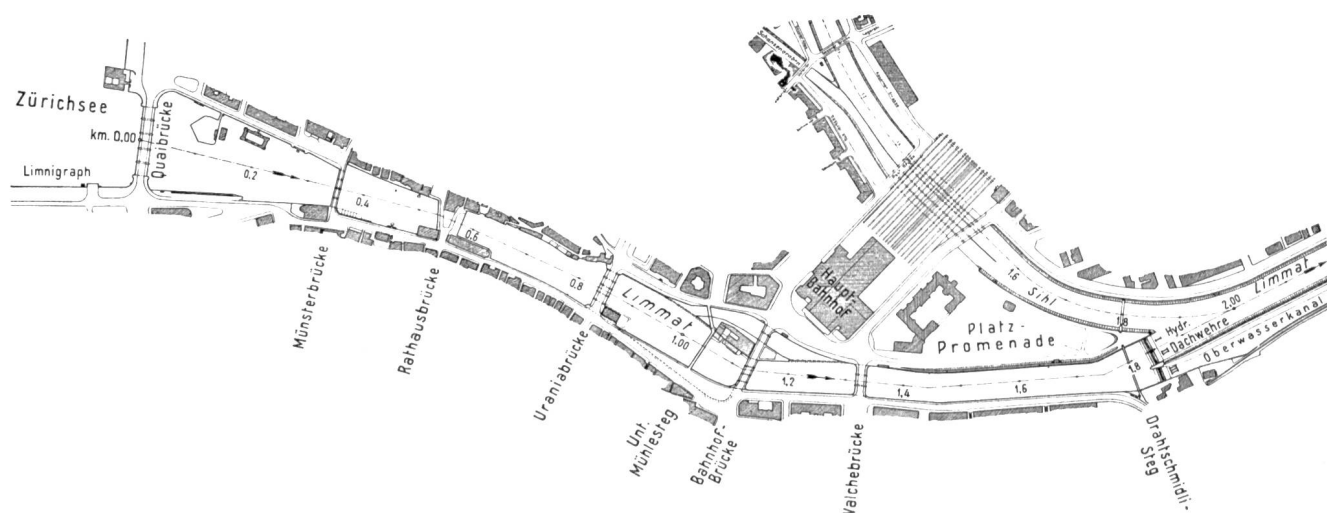 Zürichsee
km. 0.00
Quaibrücke
Limnigraph
0.2
0.4
Münsterbrücke
0.6
Rathausbrücke
0.8
Uraniabrücke
Limmat
1.00
Unt.
Mühlesteg
Bahnhof-
Brücke
1.2
Walchebrücke
1.4
1.6
1.8
Haupt-
Bahnhof
Platz-
Promenade
Schanzengraben
1.6
Sihl
1.8
Hydr.
Dachwehre
Oberwasserkanal
2.00
Limmat
Drahtschmidli-
Steg